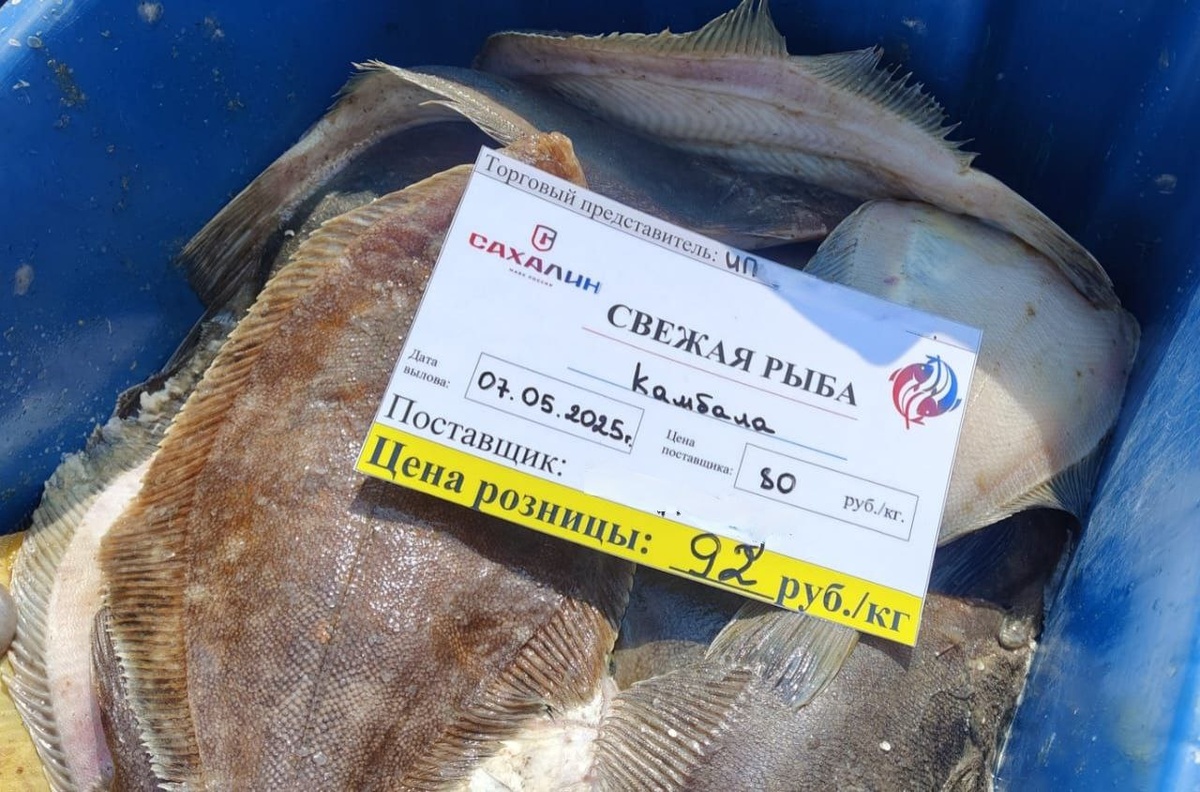 Торговый представитель: ИП
САХАЛИН
СВЕЖАЯ РЫБА
Камбала
Дата вылова: 07.05.2025г.
Цена поставщика: 80 руб./кг.
Поставщик:
Цена розницы: 92 руб./кг